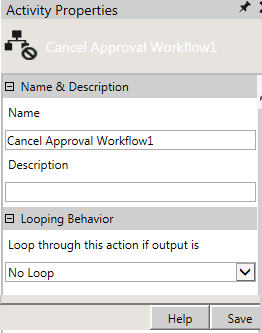 Activity Properties
Cancel Approval Workflow1
Name & Description
Name
Cancel Approval Workflow1
Description
Looping Behavior
Loop through this action if output is
No Loop
Help Save